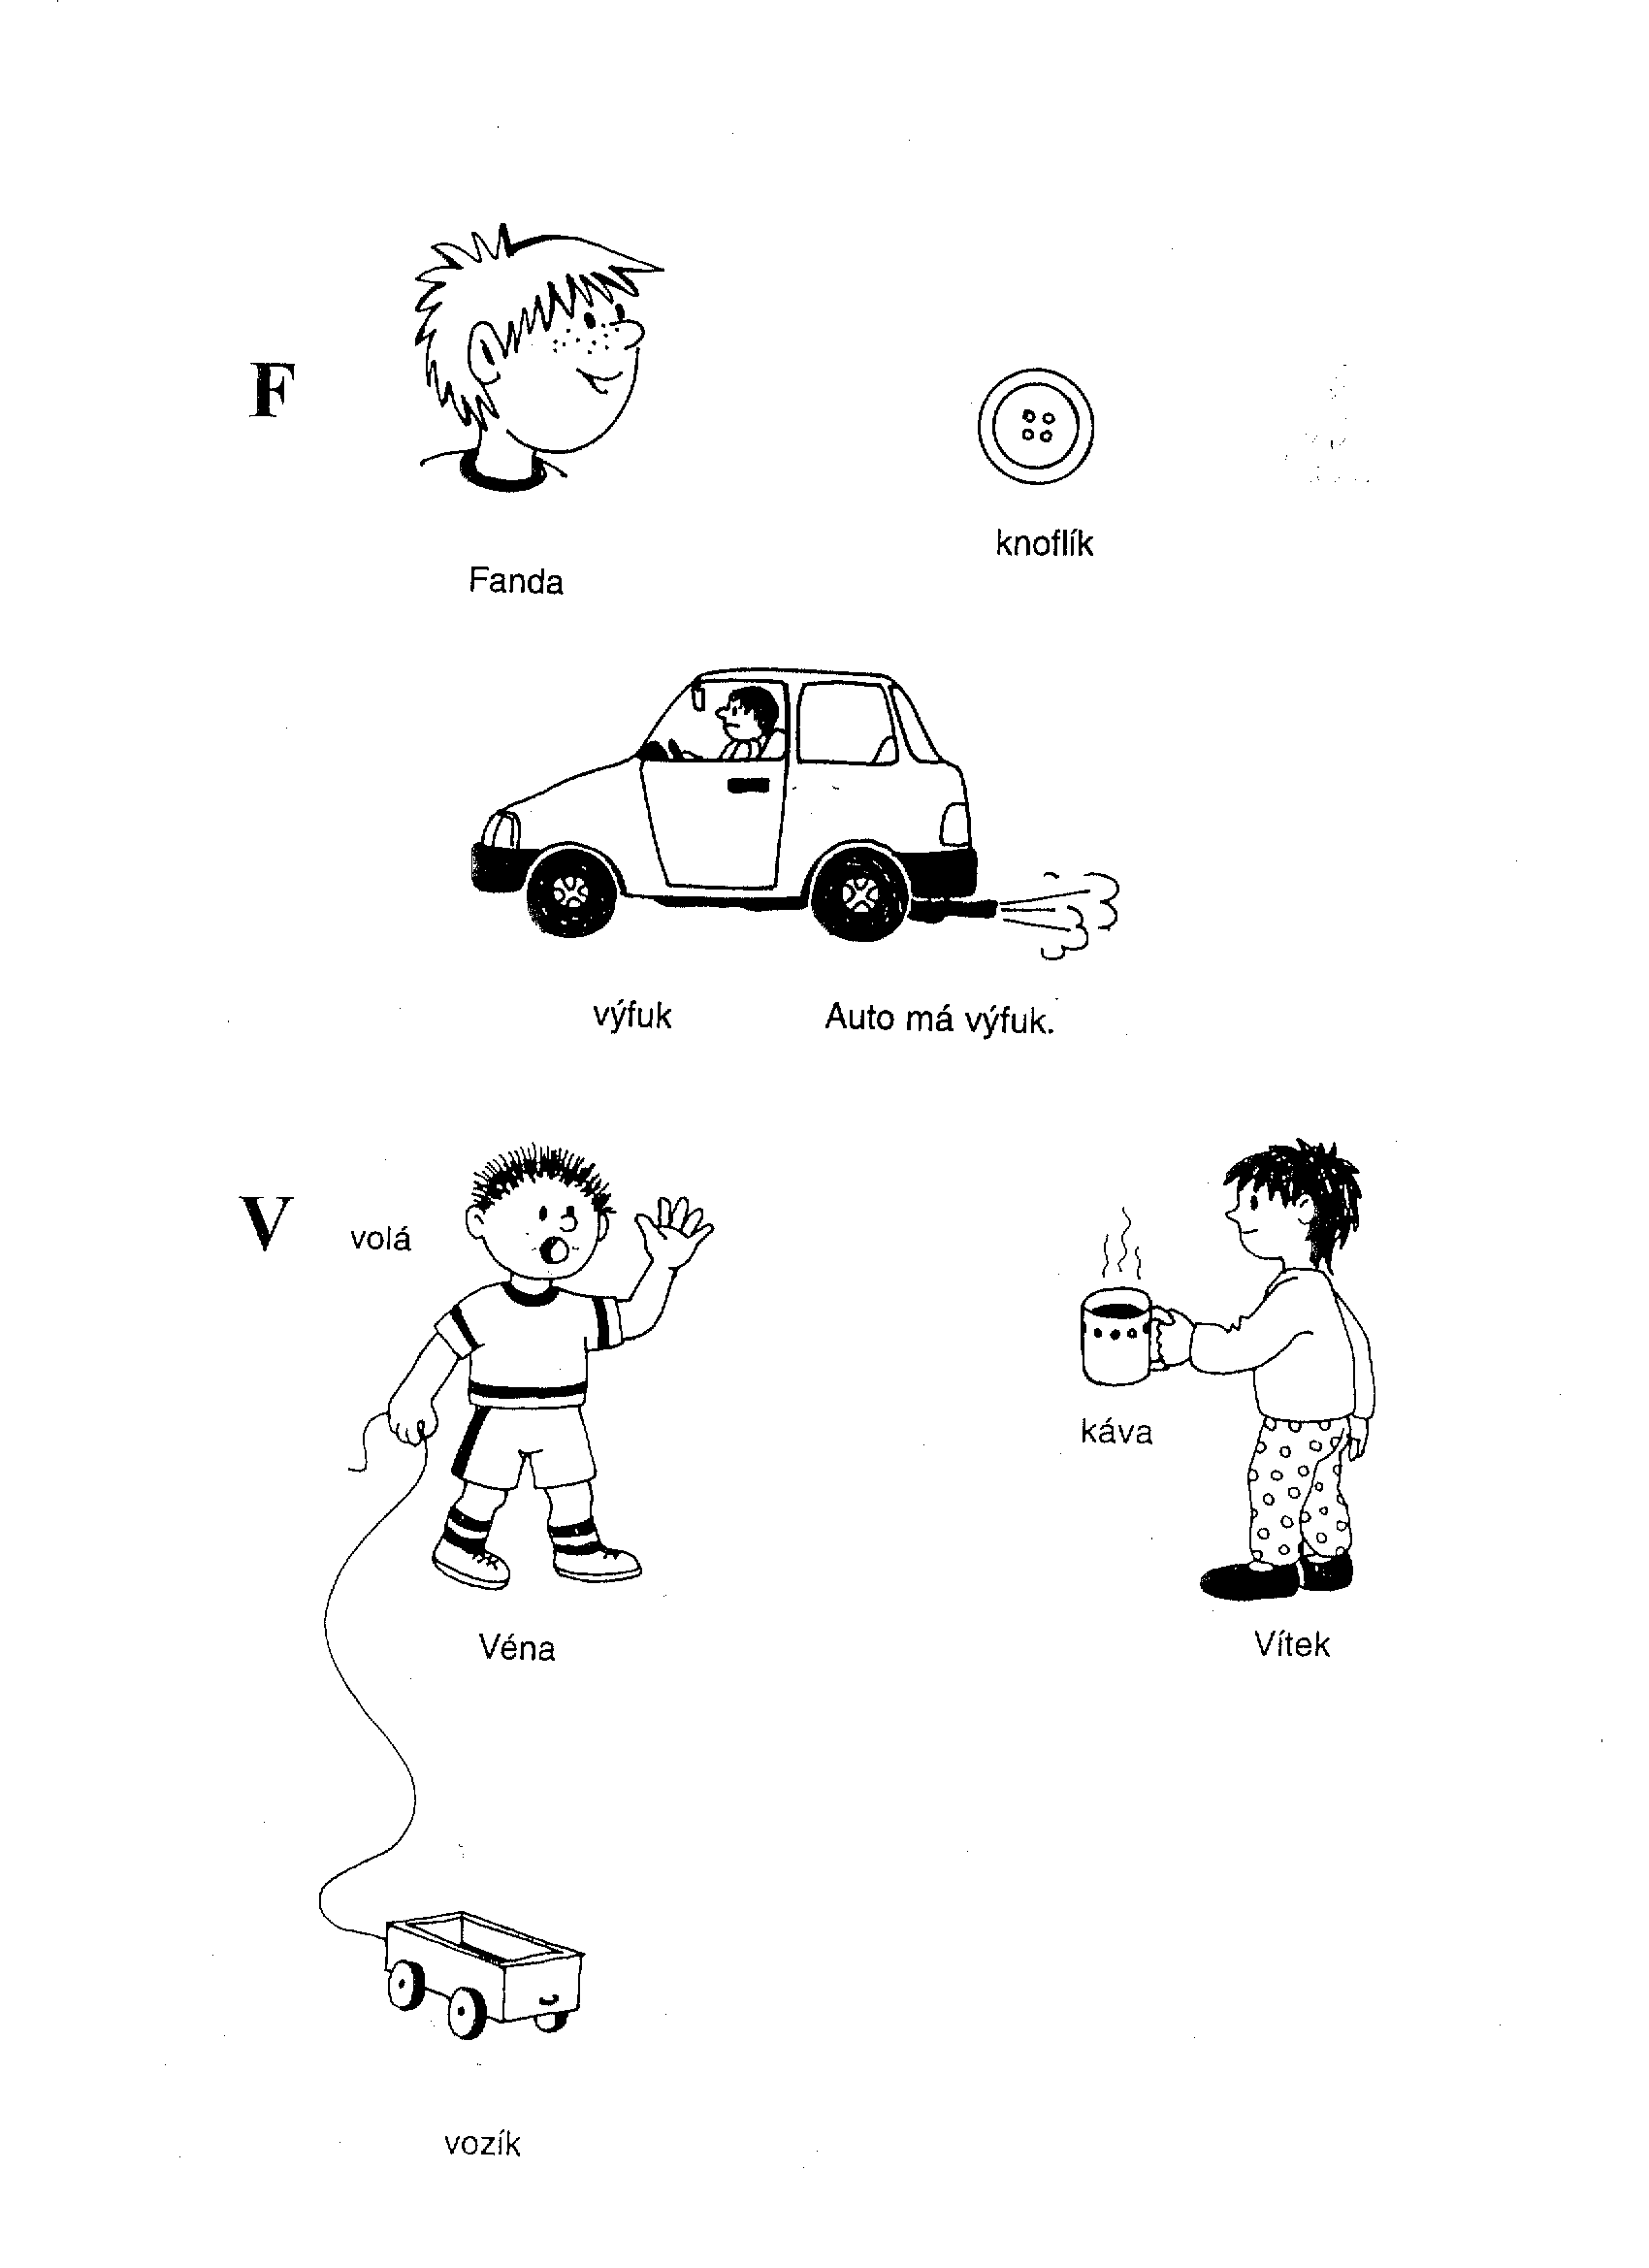 F
Fanda
knoflík
výfuk
Auto má výfuk.
V
volá
káva
Véna
Vítek
vozík